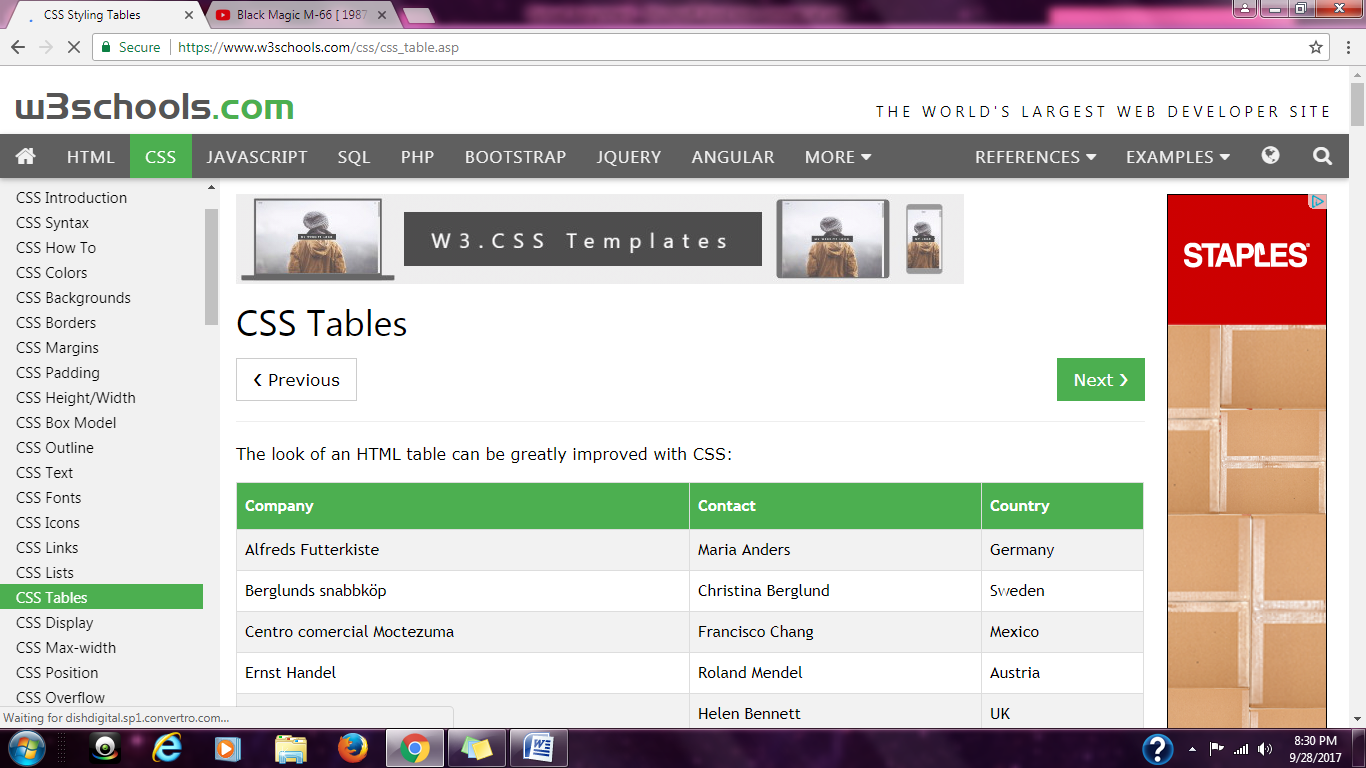 CSS Styling Tables
Black Magic M-66 [ 1987
Secure
https://www.w3schools.com/css/css_table.asp
w3schools.com
THE WORLD'S LARGEST WEB DEVELOPER SITE
HTML CSS JAVASCRIPT SQL PHP BOOTSTRAP JQUERY ANGULAR MORE REFERENCES EXAMPLES
CSS Introduction
CSS Syntax
CSS How To
CSS Colors
CSS Backgrounds
CSS Borders
CSS Margins
CSS Padding
CSS Height/Width
CSS Box Model
CSS Outline
CSS Text
CSS Fonts
CSS Icons
CSS Links
CSS Lists
CSS Tables
CSS Display
CSS Max-width
CSS Position
CSS Overflow
W3.CSS Templates
CSS Tables
❮ Previous
Next ❯
The look of an HTML table can be greatly improved with CSS:
Company Contact Country
Alfreds Futterkiste Maria Anders Germany
Berglunds snabbköp Christina Berglund Sweden
Centro comercial Moctezuma Francisco Chang Mexico
Ernst Handel Roland Mendel Austria
Helen Bennett UK
STAPLES
Waiting for dishdigital.sp1.convertro.com...
8:30 PM
9/28/2017